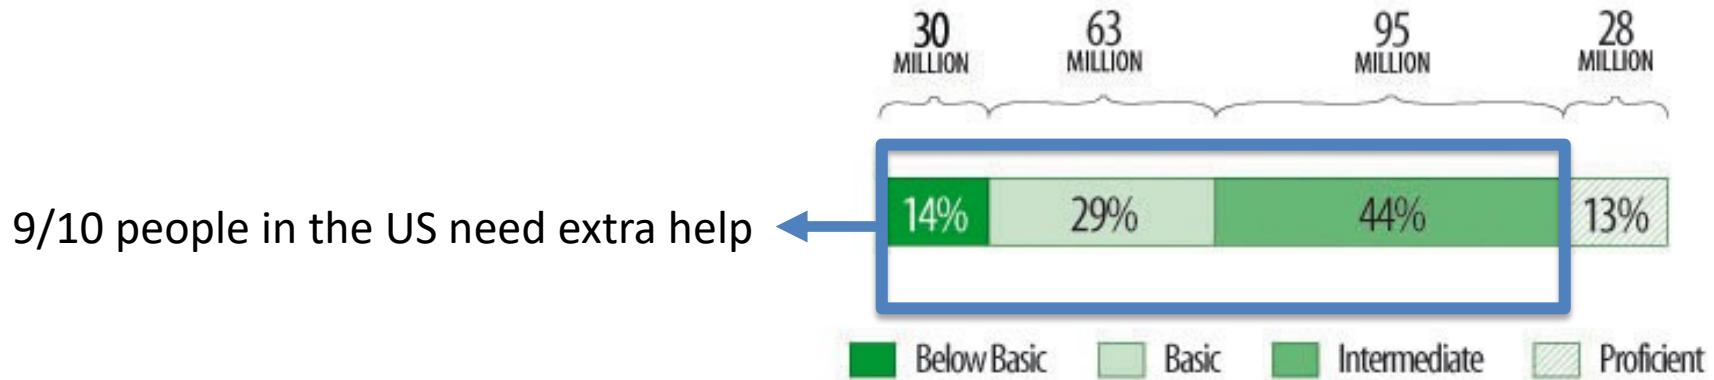 30 63 95 28
MILLION MILLION MILLION MILLION
9/10 people in the US need extra help
14% 29% 44% 13%
Below Basic Basic Intermediate Proficient